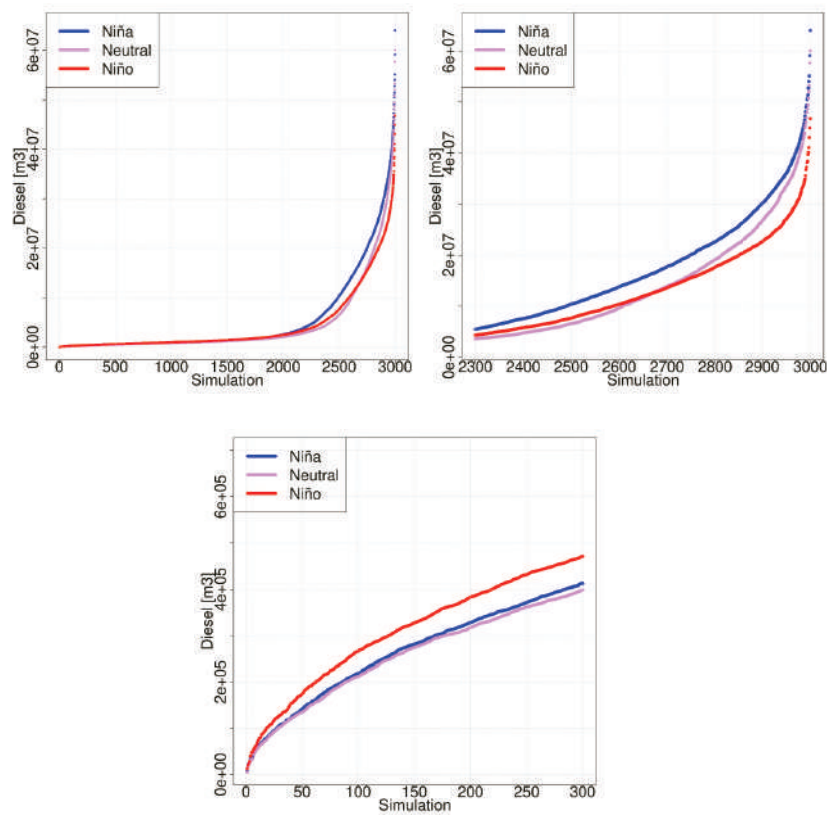 Niña
Neutral
Niño
Diesel [m3]
0e+00
2e+07
4e+07
6e+07
0
500
1000
1500
2000
2500
3000
Simulation
Niña
Neutral
Niño
Diesel [m3]
0e+00
2e+07
4e+07
6e+07
2300
2400
2500
2600
2700
2800
2900
3000
Simulation
Niña
Neutral
Niño
Diesel [m3]
0e+00
2e+05
4e+05
6e+05
0
50
100
150
200
250
300
Simulation